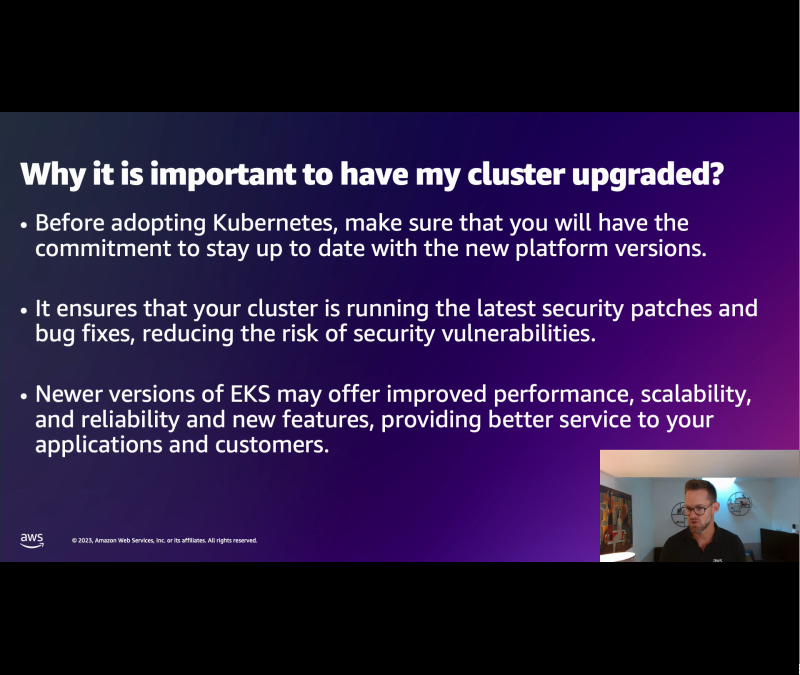 Why it is important to have my cluster upgraded?
• Before adopting Kubernetes, make sure that you will have the
commitment to stay up to date with the new platform versions.
• It ensures that your cluster is running the latest security patches and
bug fixes, reducing the risk of security vulnerabilities.
• Newer versions of EKS may offer improved performance, scalability,
and reliability and new features, providing better service to your
applications and customers.
aws
© 2023, Amazon Web Services, Inc. or its affiliates. All rights reserved.
aws